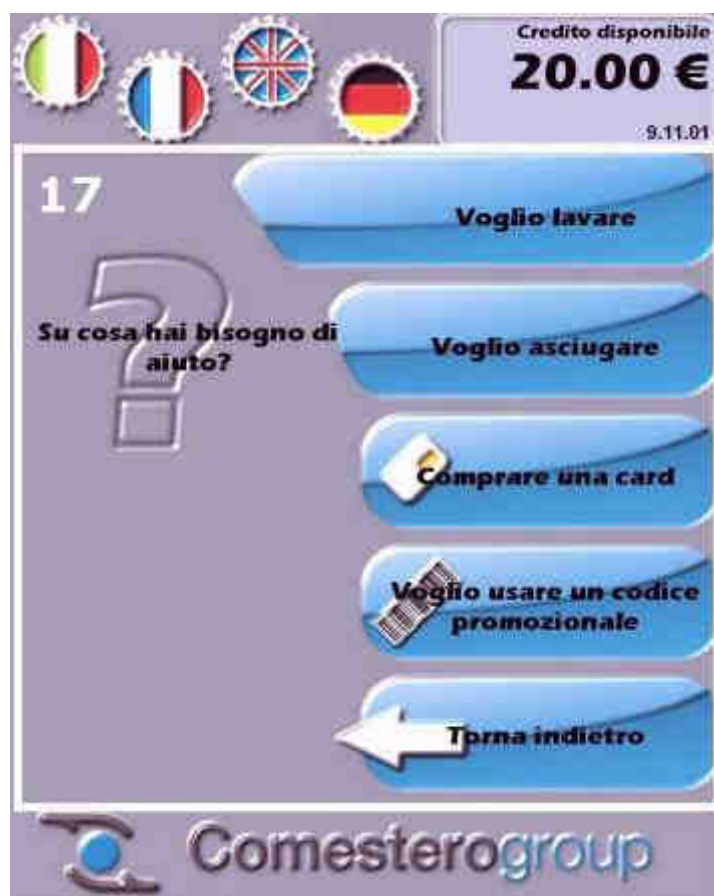 Credito disponibile
20.00 €
9.11.01
17
Voglio lavare
Su cosa hai bisogno di
aiuto?
Voglio asciugare
Comprare una card
Voglio usare un codice
promozionale
Torna indietro
Comesterogroup